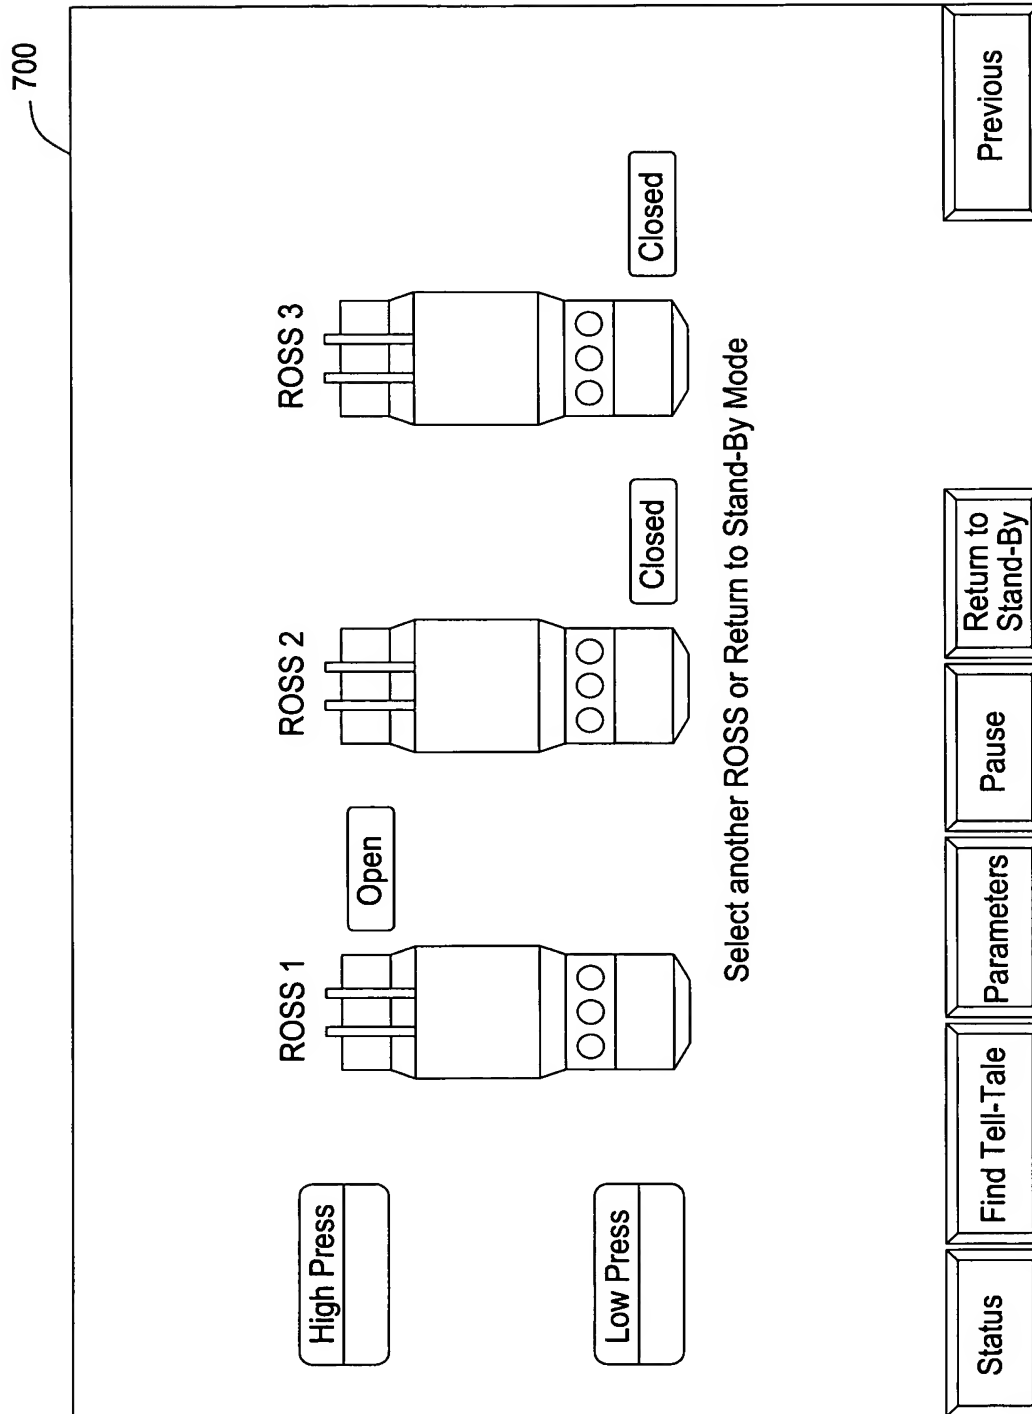 700
ROSS 1
ROSS 2
ROSS 3
High Press
Open
Low Press
Closed
Closed
Select another ROSS or Return to Stand-By Mode
Status
Find Tell-Tale
Parameters
Pause
Return to
Stand-By
Previous